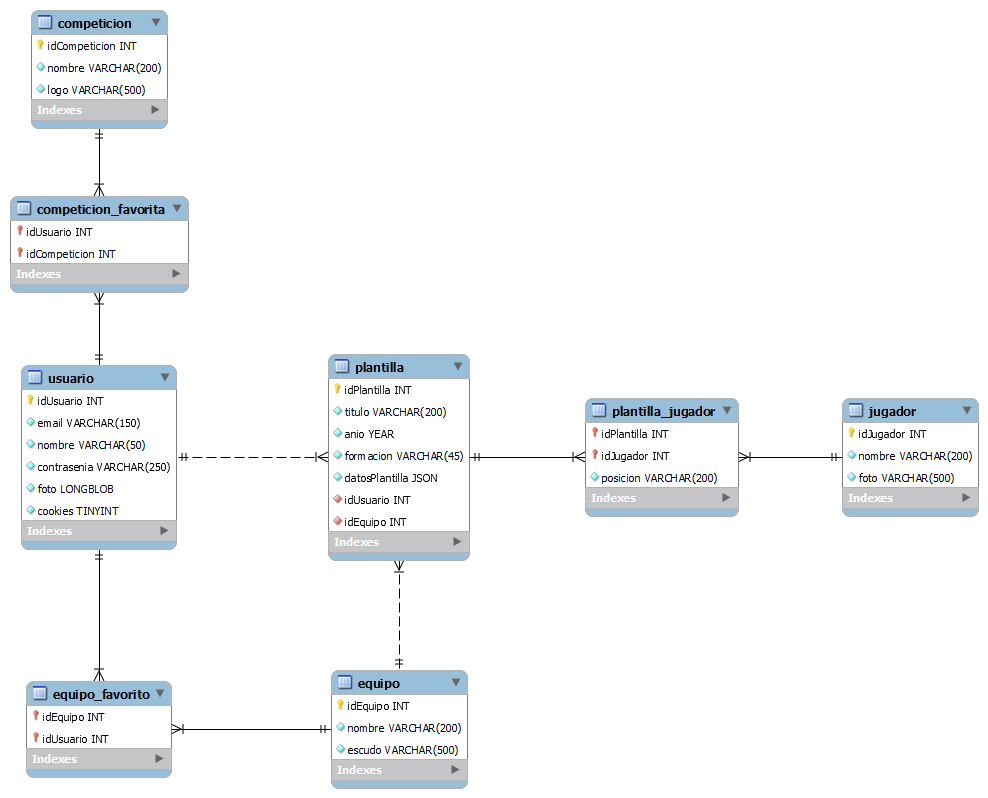 competicion
idCompeticion INT
nombre VARCHAR(200)
logo VARCHAR(500)
Indexes
competicion_favorita
idUsuario INT
idCompeticion INT
Indexes
usuario
idUsuario INT
email VARCHAR(150)
nombre VARCHAR(50)
contrasenia VARCHAR(250)
foto LONGBLOB
cookies TINYINT
Indexes
plantilla
idPlantilla INT
titulo VARCHAR(200)
anio YEAR
formacion VARCHAR(45)
datosPlantilla JSON
idUsuario INT
idEquipo INT
Indexes
plantilla_jugador
idPlantilla INT
idJugador INT
posicion VARCHAR(200)
Indexes
jugador
idJugador INT
nombre VARCHAR(200)
foto VARCHAR(500)
Indexes
equipo_favorito
idEquipo INT
idUsuario INT
Indexes
equipo
idEquipo INT
nombre VARCHAR(200)
escudo VARCHAR(500)
Indexes